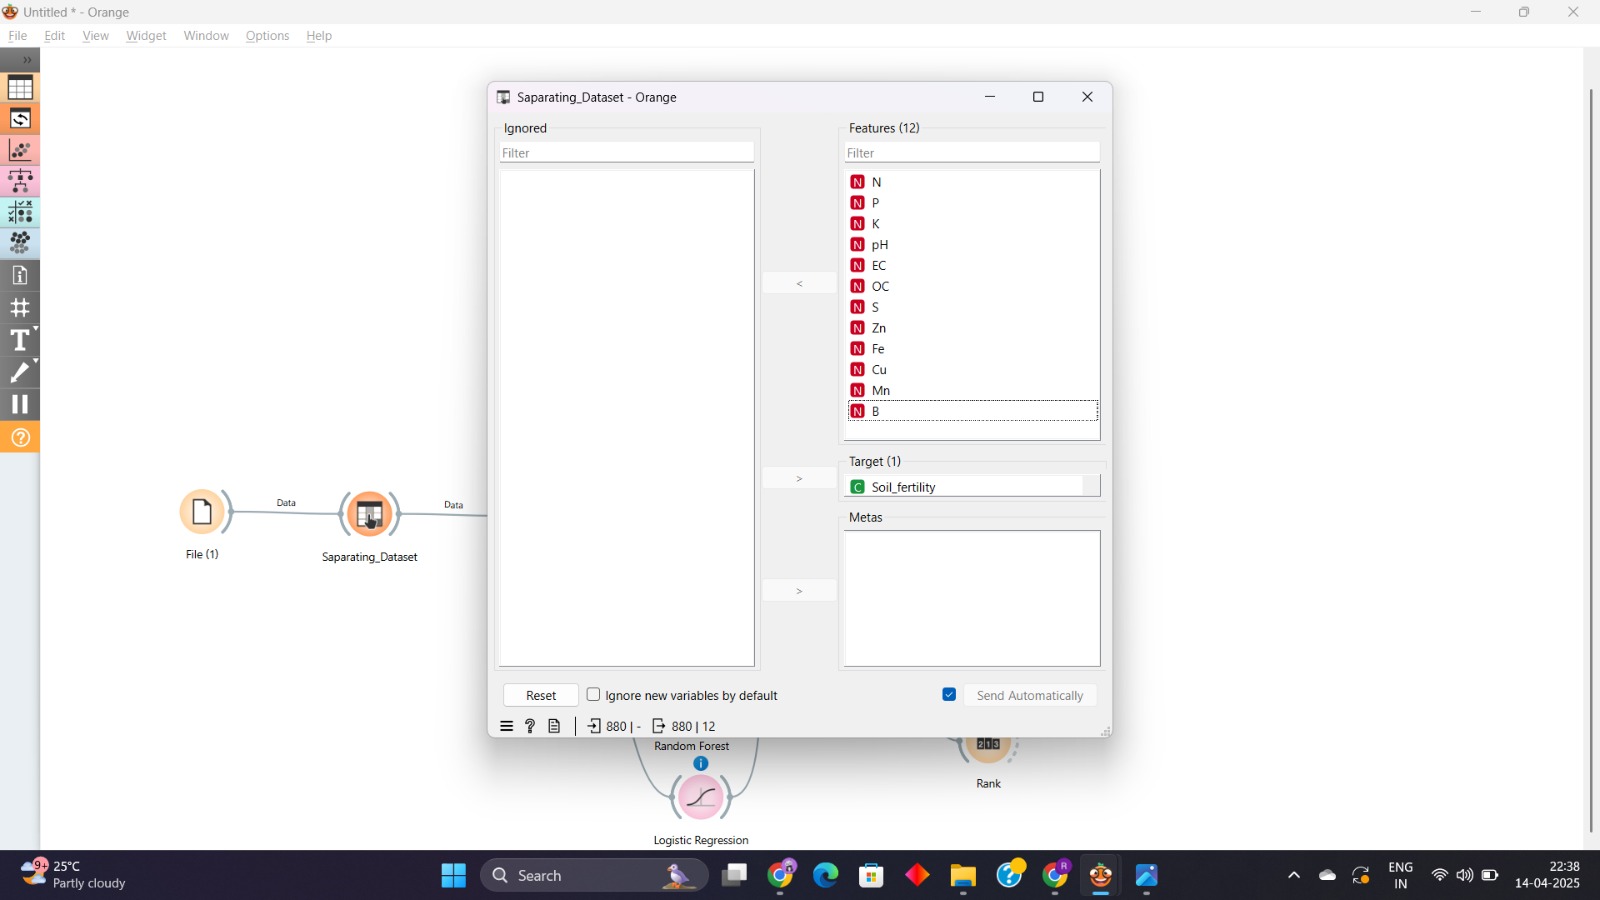 Untitled * - Orange
File Edit View Widget Window Options Help
Saparating_Dataset - Orange
Ignored
Filter
Features (12)
Filter
N N
N P
N K
N pH
N EC
N OC
N S
N Zn
N Fe
N Cu
N Mn
N B
<
>
Target (1)
C Soil_fertility
Metas
>
Reset
Ignore new variables by default
Send Automatically
880 | -
880 | 12
Data
Data
File (1)
Saparating_Dataset
Random Forest
Logistic Regression
213
Rank
9+
25°C
Partly cloudy
Search
R
ENG
IN
22:38
14-04-2025